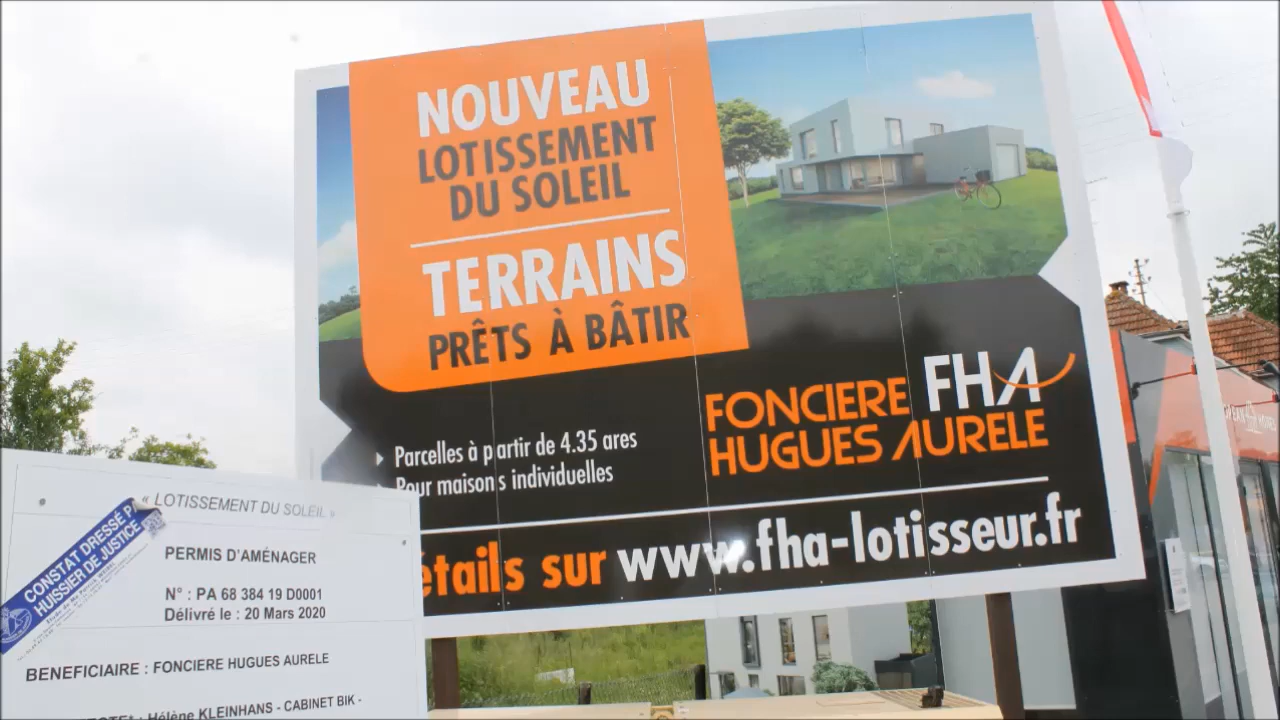 NOUVEAU
LOTISSEMENT
DU SOLEIL
TERRAINS
PRÊTS À BÂTIR
Parcelles à partir de 4.35 ares
Pour maisons individuelles
FONCIERE FHA
HUGUES AURELE
étails sur www.fha-lotisseur.fr
« LOTISSEMENT DU SOLEIL »
CONSTAT DRESSÉ P
HUISSIER DE JUSTICE
PERMIS D'AMÉNAGER
N° : PA 68 384 19 D0001
Délivré le : 20 Mars 2020
BENEFICIAIRE : FONCIERE HUGUES AURELE
Hélène KLEINHANS - CABINET BIK -